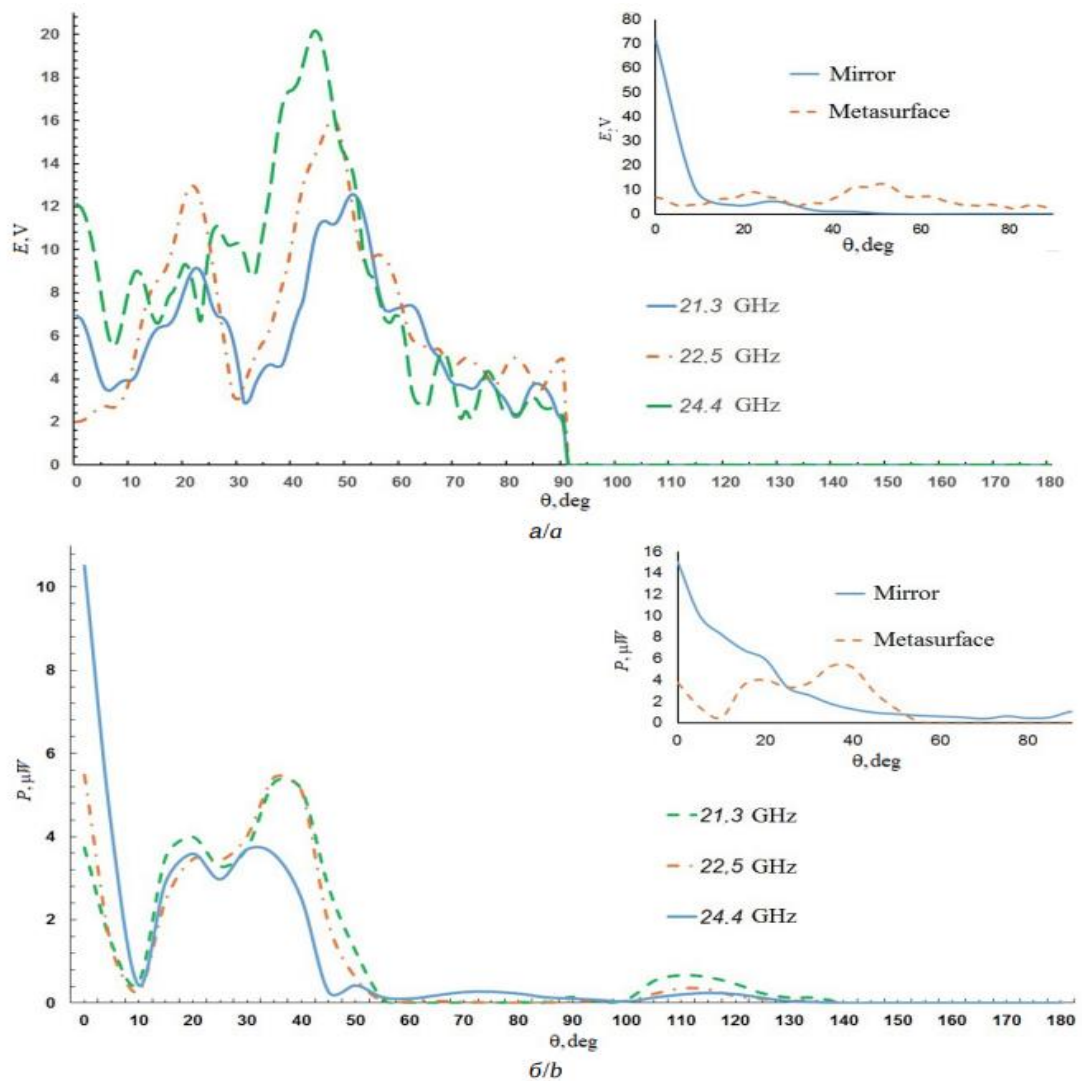 20
18
16
14
12
10
8
6
4
2
0
E, V
0 10 20 30 40 50 60 70 80 90 100 110 120 130 140 150 160 170 180
θ, deg
80
70
60
50
40
30
20
10
0
E, V
0 20 40 60 80
θ, deg
Mirror
Metasurface
21.3 GHz
22.5 GHz
24.4 GHz
а/a
10
8
6
4
2
0
P, μW
0 10 20 30 40 50 60 70 80 90 100 110 120 130 140 150 160 170 180
θ, deg
16
14
12
10
8
6
4
2
0
P, μW
0 20 40 60 80
θ, deg
Mirror
Metasurface
21.3 GHz
22,5 GHz
24.4 GHz
б/b